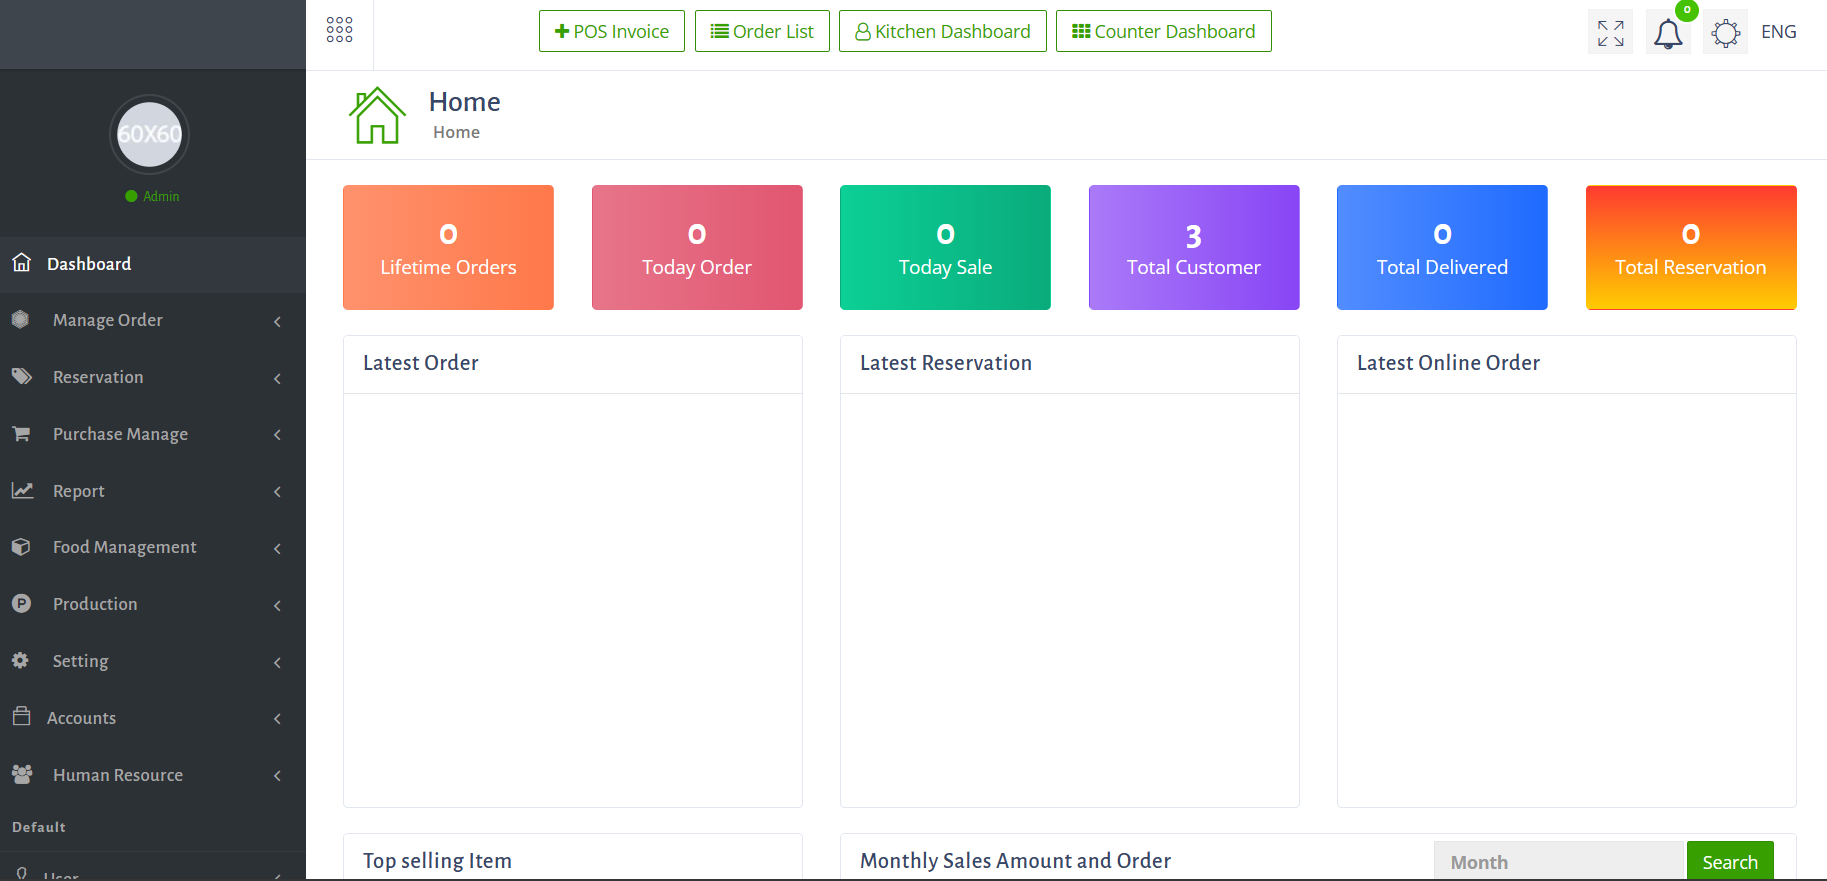 POS Invoice
Order List
Kitchen Dashboard
Counter Dashboard
0
ENG
60X60
Admin
Dashboard
Manage Order
Reservation
Purchase Manage
Report
Food Management
P
Production
Setting
Accounts
Human Resource
Default
User
Home
Home
0
Lifetime Orders
0
Today Order
0
Today Sale
3
Total Customer
0
Total Delivered
0
Total Reservation
Latest Order
Latest Reservation
Latest Online Order
Top selling Item
Monthly Sales Amount and Order
Month
Search